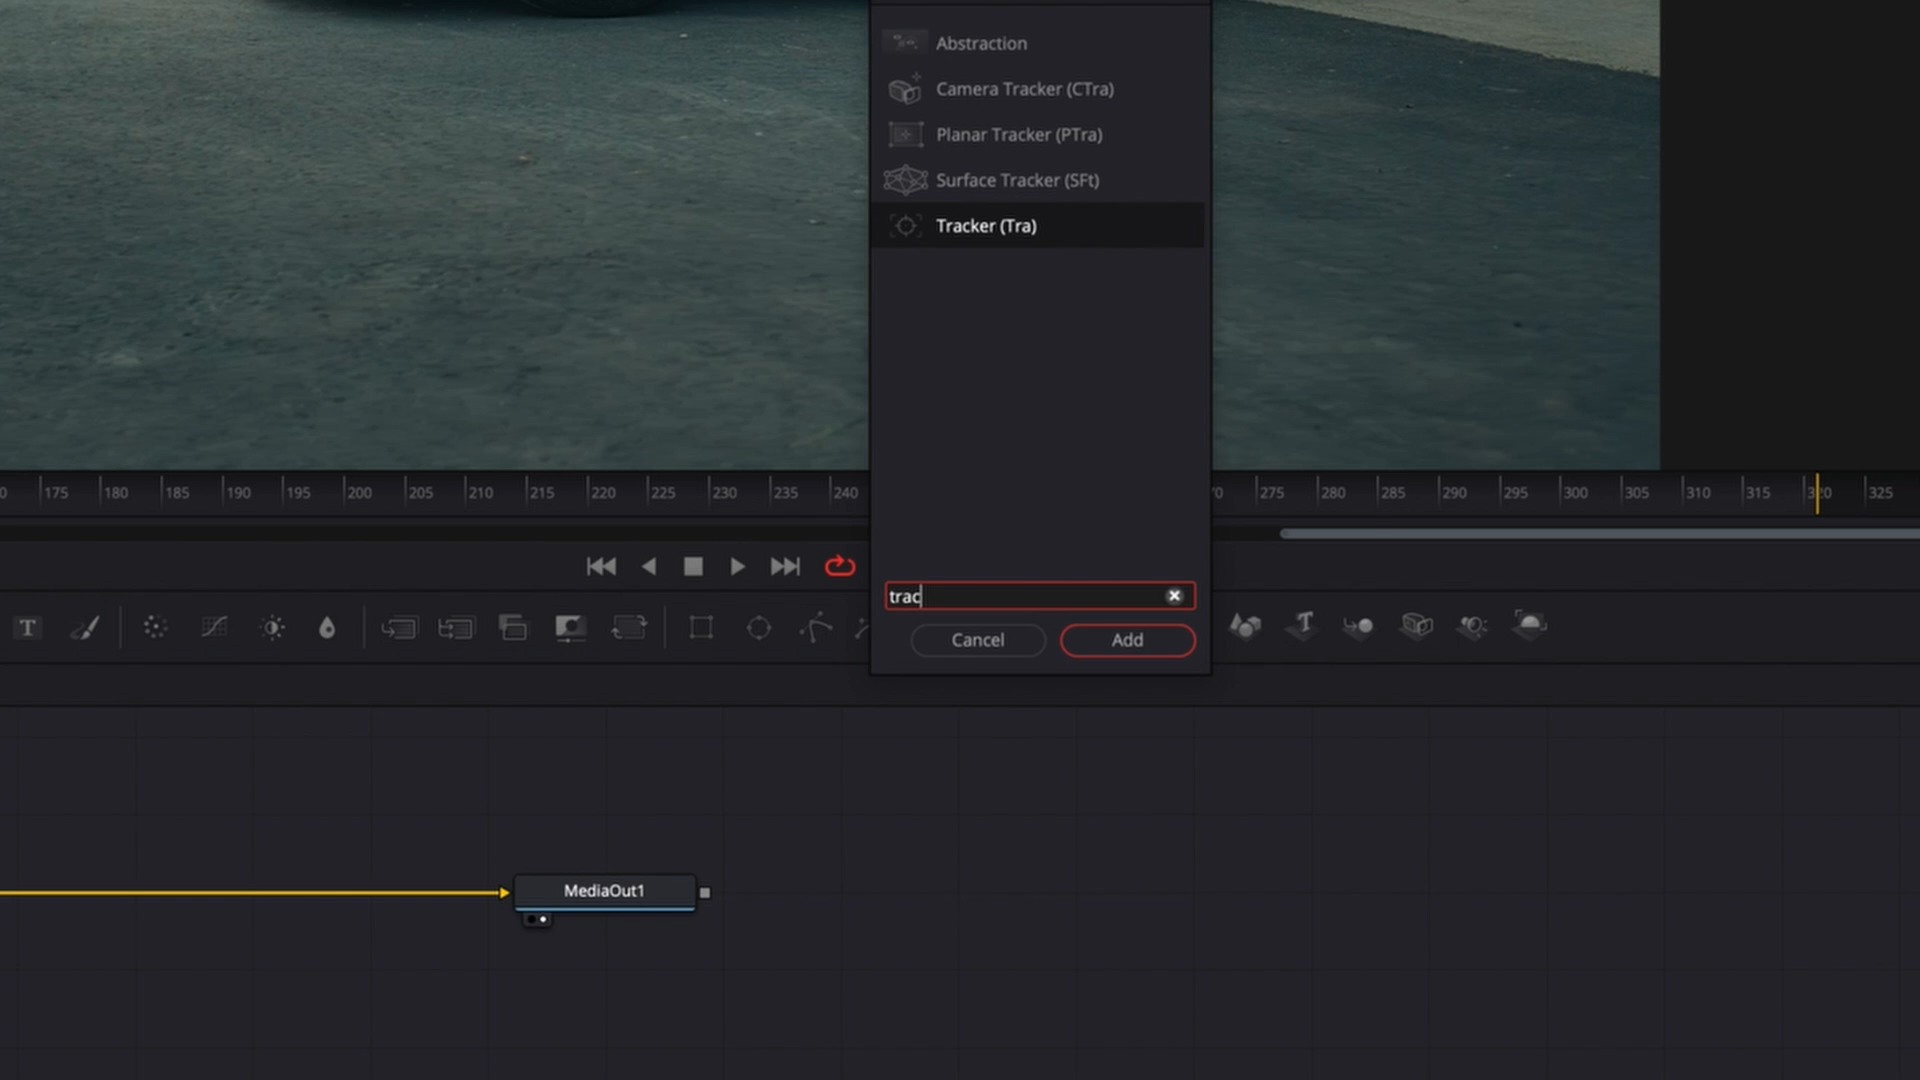 Abstraction
Camera Tracker (CTra)
Planar Tracker (PTra)
Surface Tracker (SFt)
Tracker (Tra)
0 175 180 185 190 195 200 205 210 215 220 225 230 235 240 70 275 280 285 290 295 300 305 310 315 320 325
trac
T T
Cancel Add
MediaOut1